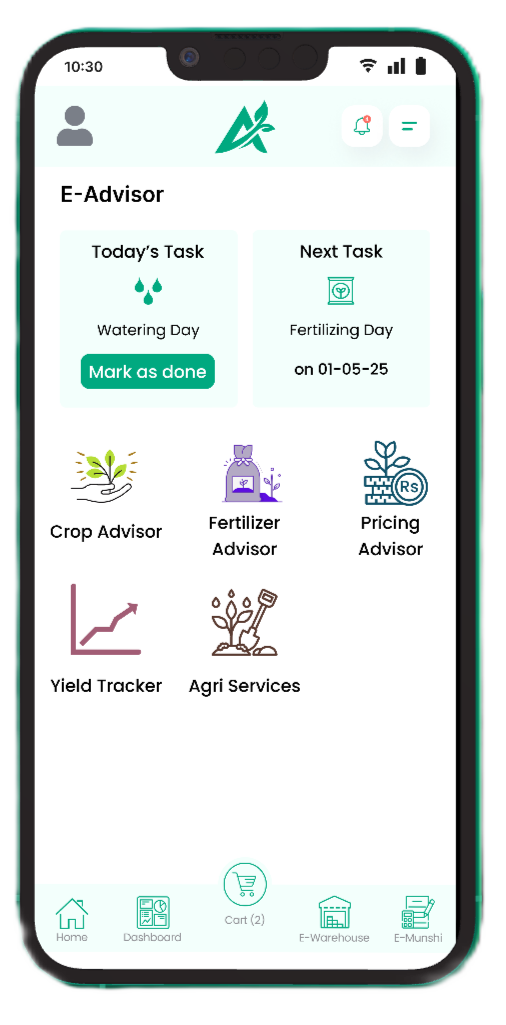 10:30
E-Advisor
Today's Task
Watering Day
Mark as done
Next Task
Fertilizing Day
on 01-05-25
Crop Advisor
Fertilizer
Advisor
Rs
Pricing
Advisor
Yield Tracker
Agri Services
Home
Dashboard
Cart (2)
E-Warehouse
E-Munshi